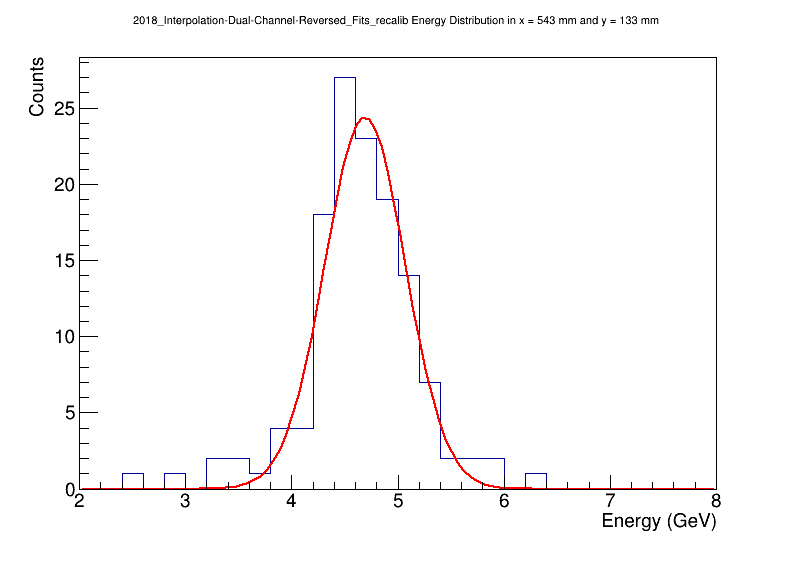 2018_Interpolation-Dual-Channel-Reversed_Fits_recalib Energy Distribution in x = 543 mm and y = 133 mm
Counts
25
20
15
10
5
0
2 3 4 5 6 7 8
Energy (GeV)